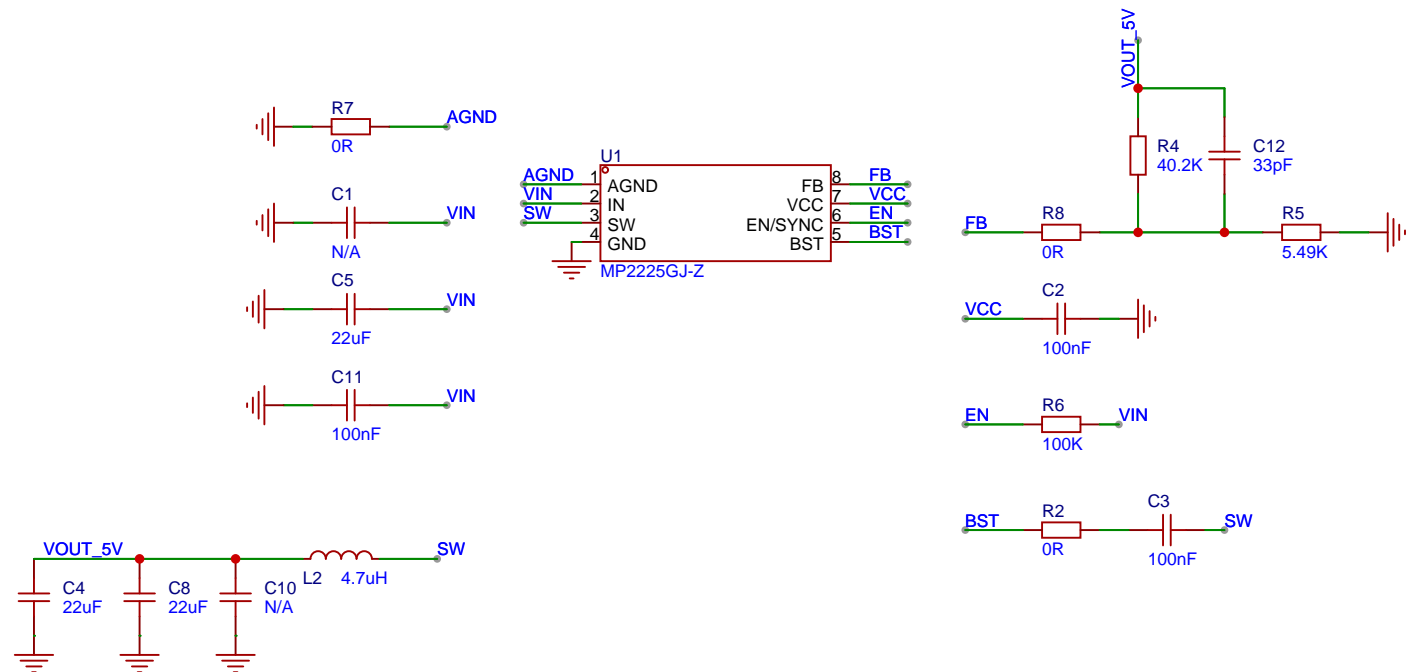 VOUT_5V
R7
AGND
0R
C1
VIN
N/A
C5
VIN
22uF
C11
VIN
100nF
U1
AGND 1 AGND FB 8 FB
VIN 2 IN VCC 7 VCC
SW 3 SW EN/SYNC 6 EN
4 GND BST 5 BST
MP2225GJ-Z
R4
40.2K
C12
33pF
FB
R8
0R
R5
5.49K
VCC
C2
100nF
EN
R6
VIN
100K
BST
R2
0R
C3
SW
100nF
VOUT_5V
SW
C4
22uF
C8
22uF
C10
N/A
L2 4.7uH